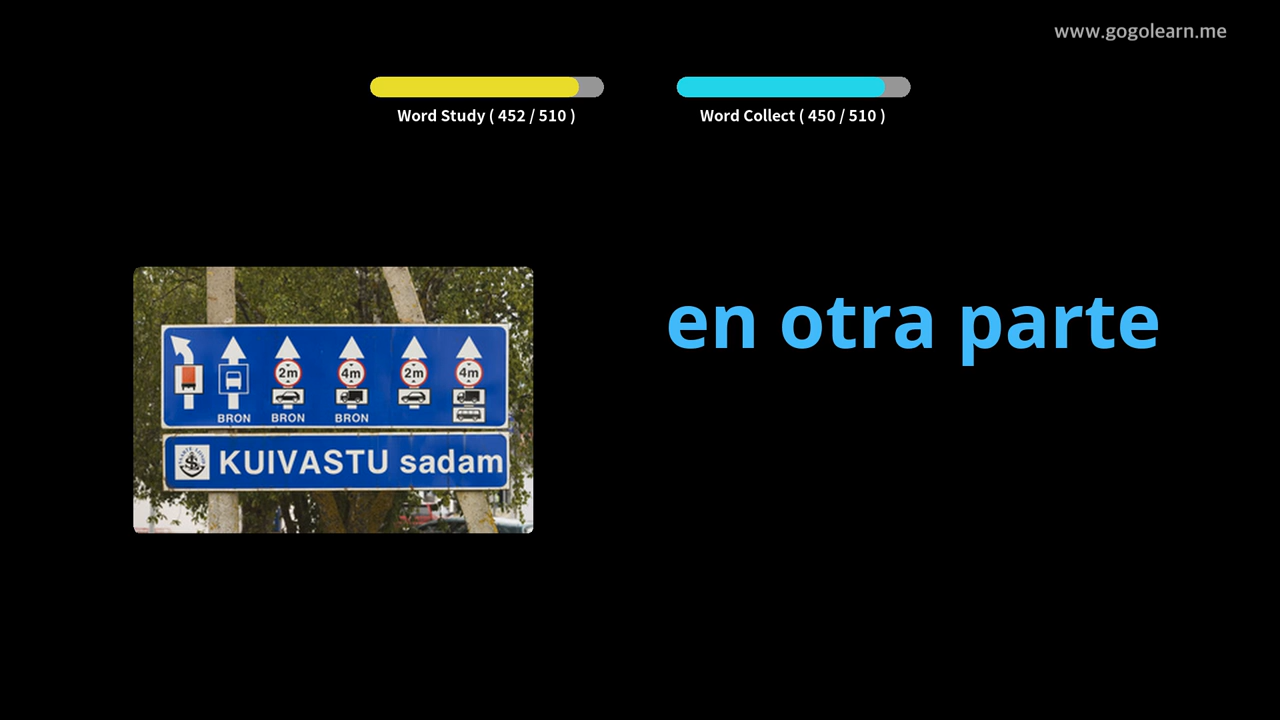 www.gogolearn.me
Word Study ( 452 / 510 )
Word Collect ( 450 / 510 )
en otra parte
2m 4m 2m 4m
BRON BRON BRON
KUIVASTU sadam